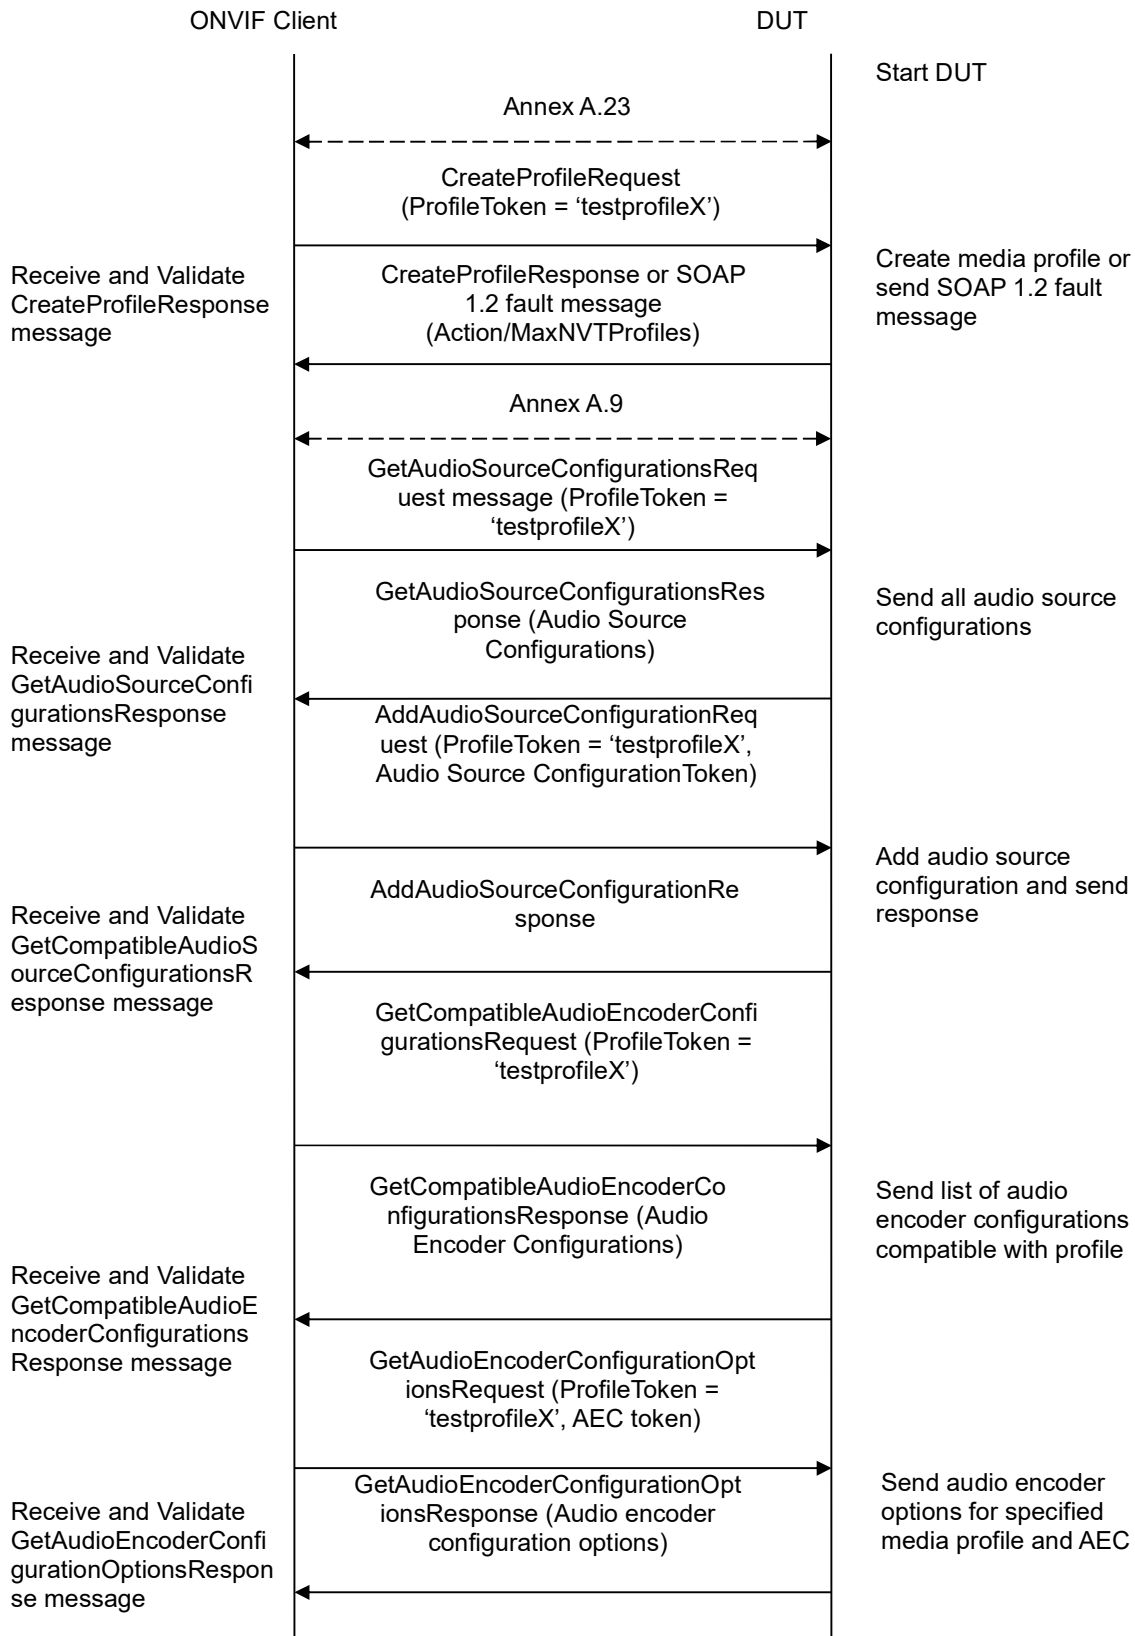 ONVIF Client
DUT
Start DUT
Annex A.23
CreateProfileRequest
(ProfileToken = ‘testprofileX’)
Receive and Validate
CreateProfileResponse
message
CreateProfileResponse or SOAP
1.2 fault message
(Action/MaxNVTProfiles)
Create media profile or
send SOAP 1.2 fault
message
Annex A.9
GetAudioSourceConfigurationsReq
uest message (ProfileToken =
‘testprofileX’)
GetAudioSourceConfigurationsRes
ponse (Audio Source
Configurations)
Send all audio source
configurations
Receive and Validate
GetAudioSourceConfi
gurationsResponse
message
AddAudioSourceConfigurationReq
uest (ProfileToken = ‘testprofileX’,
Audio Source ConfigurationToken)
Add audio source
configuration and send
response
AddAudioSourceConfigurationRe
sponse
Receive and Validate
GetCompatibleAudioS
ourceConfigurationsR
esponse message
GetCompatibleAudioEncoderConfi
gurationsRequest (ProfileToken =
‘testprofileX’)
GetCompatibleAudioEncoderCo
nfigurationsResponse (Audio
Encoder Configurations)
Send list of audio
encoder configurations
compatible with profile
Receive and Validate
GetCompatibleAudioE
ncoderConfigurations
Response message
GetAudioEncoderConfigurationOpt
ionsRequest (ProfileToken =
‘testprofileX’, AEC token)
GetAudioEncoderConfigurationOpt
ionsResponse (Audio encoder
configuration options)
Send audio encoder
options for specified
media profile and AEC
Receive and Validate
GetAudioEncoderConfi
gurationOptionsRespon
se message